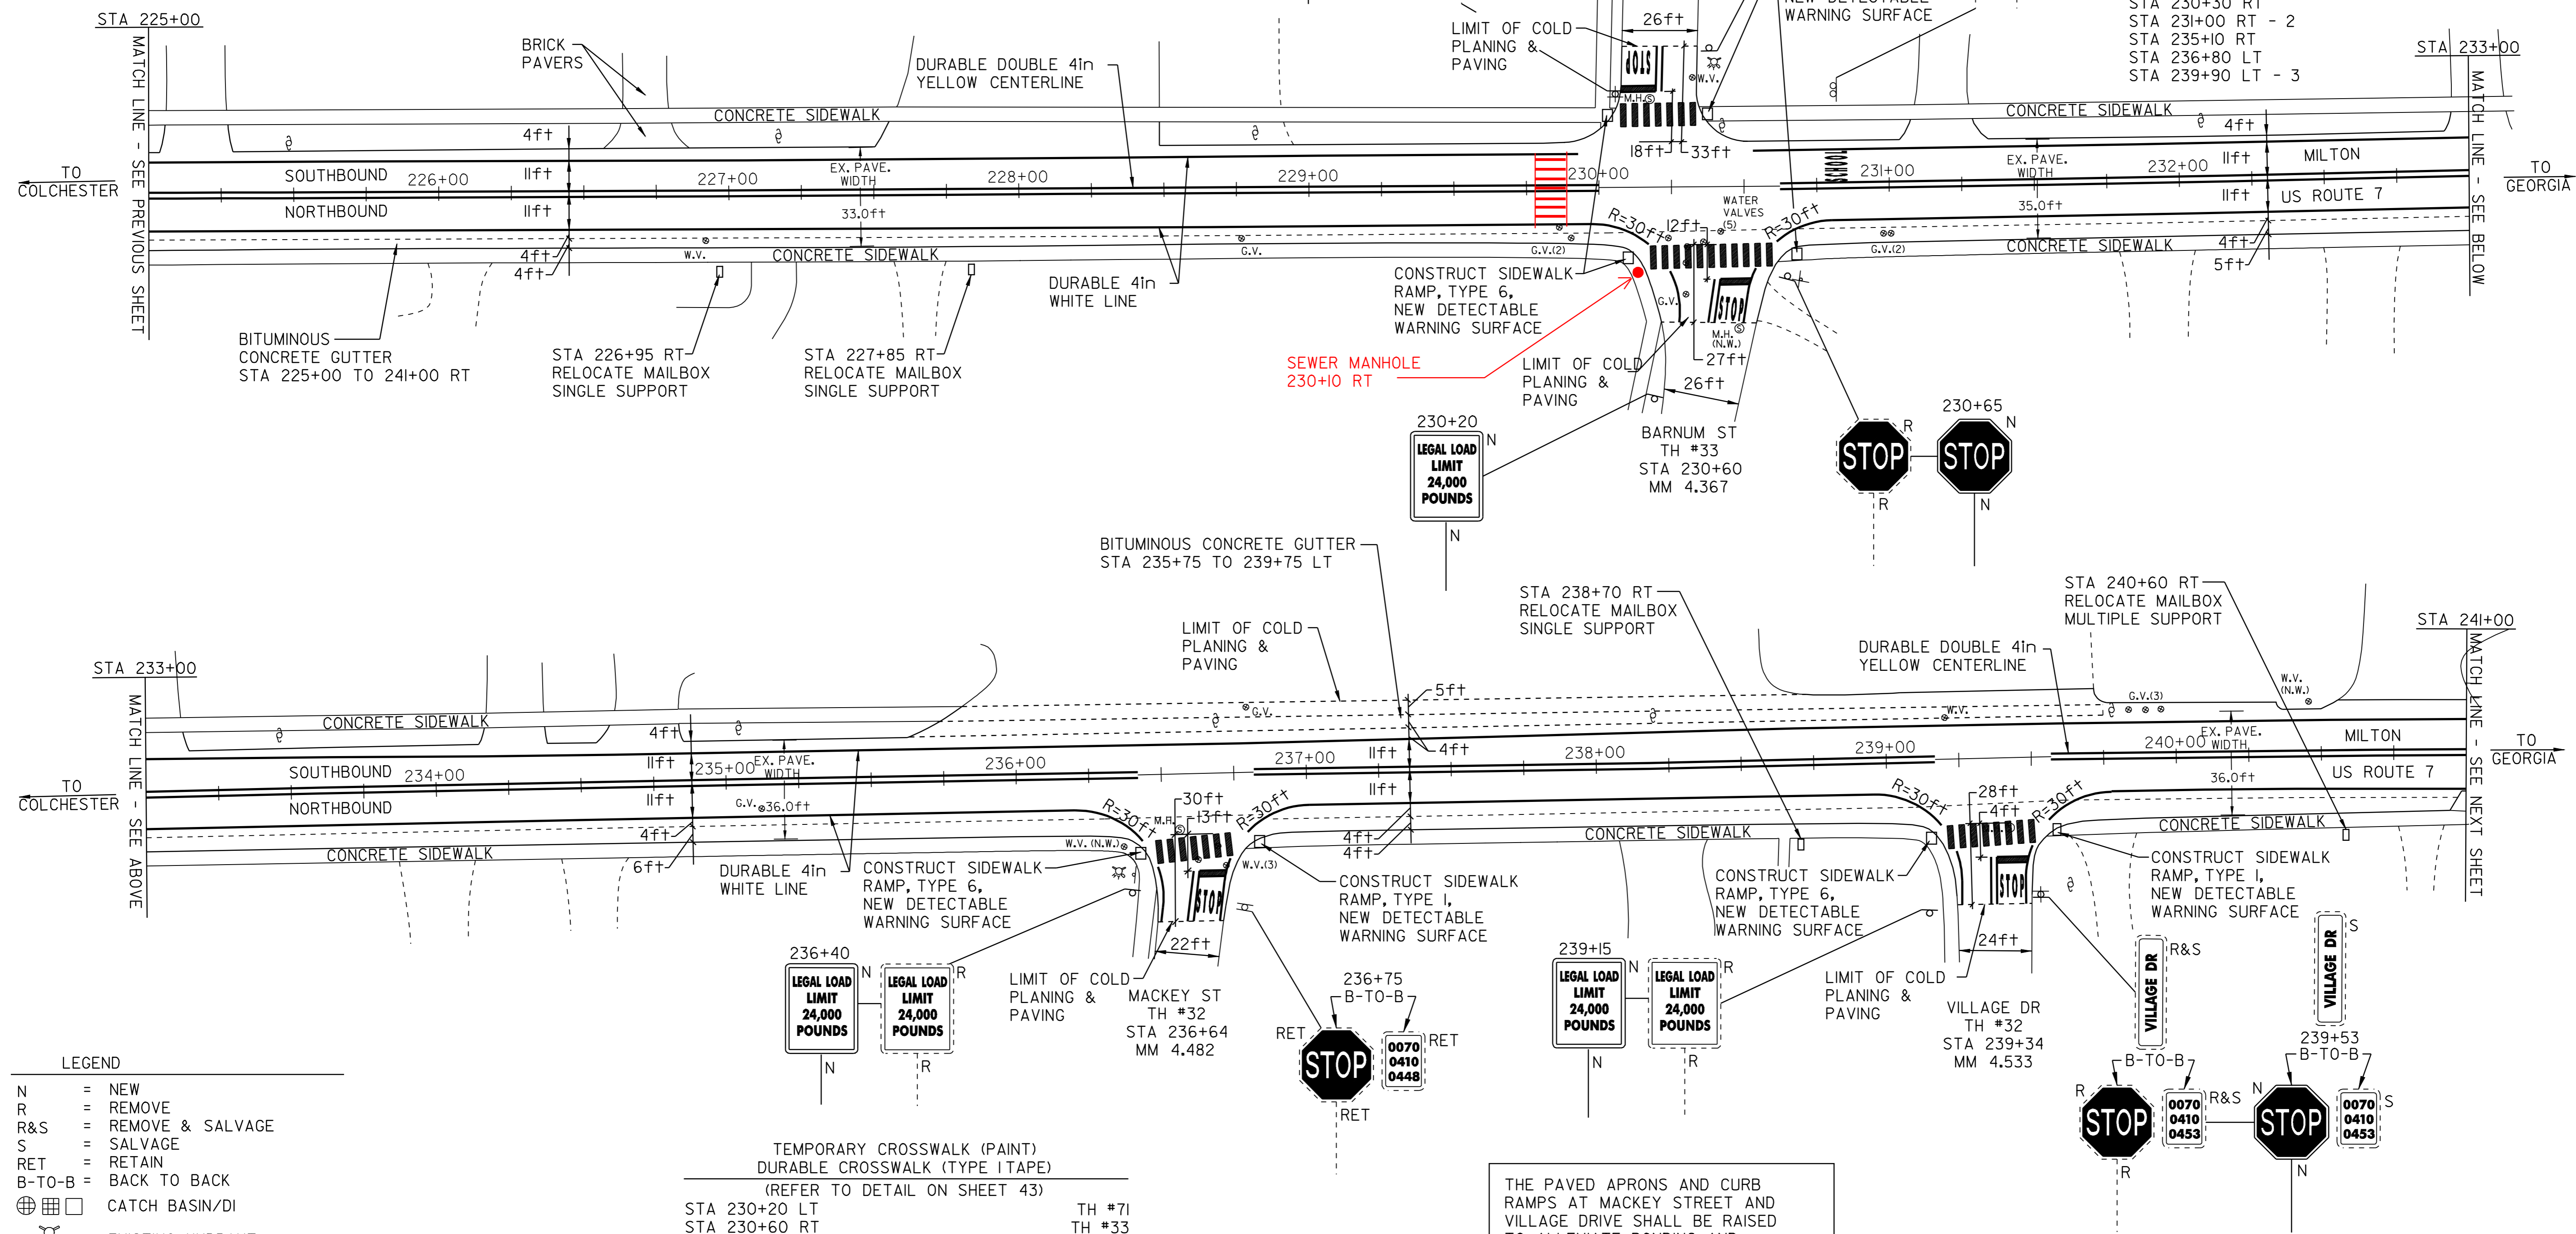 STA 225+00
MATCH LINE - SEE PREVIOUS SHEET
TO
COLCHESTER
BRICK
PAVERS
DURABLE DOUBLE 4in
YELLOW CENTERLINE
LIMIT OF COLD
PLANING &
PAVING
26ft
STOP
W.V.
M.H.
S
18ft
33ft
WARNING SURFACE
STA 230+30 RT
STA 231+00 RT - 2
STA 235+10 RT
STA 236+80 LT
STA 239+90 LT - 3
STA 233+00
MATCH LINE - SEE BELOW
TO
GEORGIA
CONCRETE SIDEWALK
CONCRETE SIDEWALK
4ft
4ft
SOUTHBOUND
226+00
11ft
227+00
EX. PAVE.
WIDTH
228+00
229+00
230+00
231+00
EX. PAVE.
WIDTH
232+00
11ft
MILTON
NORTHBOUND
11ft
33.0ft
35.0ft
11ft
US ROUTE 7
4ft
4ft
W.V.
CONCRETE SIDEWALK
G.V.
G.V.(2)
R=30ft
12ft
WATER
VALVES
(5)
R=30ft
G.V.(2)
CONCRETE SIDEWALK
4ft
5ft
DURABLE 4in
WHITE LINE
CONSTRUCT SIDEWALK
RAMP, TYPE 6,
NEW DETECTABLE
WARNING SURFACE
G.V.
STOP
M.H.
S
(N.W.)
27ft
26ft
BITUMINOUS
CONCRETE GUTTER
STA 225+00 TO 241+00 RT
STA 226+95 RT
RELOCATE MAILBOX
SINGLE SUPPORT
STA 227+85 RT
RELOCATE MAILBOX
SINGLE SUPPORT
SEWER MANHOLE
230+10 RT
LIMIT OF COLD
PLANING &
PAVING
230+20
LEGAL LOAD
LIMIT
24,000
POUNDS
N
N
BARNUM ST
TH #33
STA 230+60
MM 4.367
230+65
STOP
R
R
STOP
N
N
BITUMINOUS CONCRETE GUTTER
STA 235+75 TO 239+75 LT
LIMIT OF COLD
PLANING &
PAVING
STA 238+70 RT
RELOCATE MAILBOX
SINGLE SUPPORT
DURABLE DOUBLE 4in
YELLOW CENTERLINE
STA 240+60 RT
RELOCATE MAILBOX
MULTIPLE SUPPORT
STA 241+00
MATCH LINE - SEE NEXT SHEET
STA 233+00
MATCH LINE - SEE ABOVE
TO
COLCHESTER
TO
GEORGIA
CONCRETE SIDEWALK
4ft
G.V.
5ft
4ft
W.V.
G.V.(3)
W.V.
(N.W.)
SOUTHBOUND
234+00
11ft
235+00
EX. PAVE.
WIDTH
236+00
237+00
11ft
238+00
239+00
240+00
EX. PAVE.
WIDTH
MILTON
NORTHBOUND
11ft
G.V.
36.0ft
11ft
36.0ft
US ROUTE 7
4ft
6ft
CONCRETE SIDEWALK
DURABLE 4in
WHITE LINE
W.V.(N.W.)
R=30ft
30ft
M.H.
S
13ft
R=30ft
W.V.(3)
STOP
22ft
4ft
4ft
CONCRETE SIDEWALK
R=30ft
28ft
4ft
R=30ft
STOP
24ft
CONCRETE SIDEWALK
CONSTRUCT SIDEWALK
RAMP, TYPE 6,
NEW DETECTABLE
WARNING SURFACE
CONSTRUCT SIDEWALK
RAMP, TYPE 1,
NEW DETECTABLE
WARNING SURFACE
CONSTRUCT SIDEWALK
RAMP, TYPE 6,
NEW DETECTABLE
WARNING SURFACE
CONSTRUCT SIDEWALK
RAMP, TYPE 1,
NEW DETECTABLE
WARNING SURFACE
236+40
LEGAL LOAD
LIMIT
24,000
POUNDS
N
N
LEGAL LOAD
LIMIT
24,000
POUNDS
R
R
LIMIT OF COLD
PLANING &
PAVING
MACKEY ST
TH #32
STA 236+64
MM 4.482
236+75
B-TO-B
RET
STOP
RET
0070
0410
0448
RET
239+15
LEGAL LOAD
LIMIT
24,000
POUNDS
N
N
LEGAL LOAD
LIMIT
24,000
POUNDS
R
R
LIMIT OF COLD
PLANING &
PAVING
VILLAGE DR
TH #32
STA 239+34
MM 4.533
VILLAGE DR
R&S
VILLAGE DR
S
239+53
B-TO-B
B-TO-B
R
STOP
R
0070
0410
0453
R&S
N
STOP
N
0070
0410
0453
S
LEGEND
N = NEW
R = REMOVE
R&S = REMOVE & SALVAGE
S = SALVAGE
RET = RETAIN
B-TO-B = BACK TO BACK
CATCH BASIN/DI
TEMPORARY CROSSWALK (PAINT)
DURABLE CROSSWALK (TYPE I TAPE)
(REFER TO DETAIL ON SHEET 43)
STA 230+20 LT TH #71
STA 230+60 RT TH #33
THE PAVED APRONS AND CURB
RAMPS AT MACKEY STREET AND
VILLAGE DRIVE SHALL BE RAISED